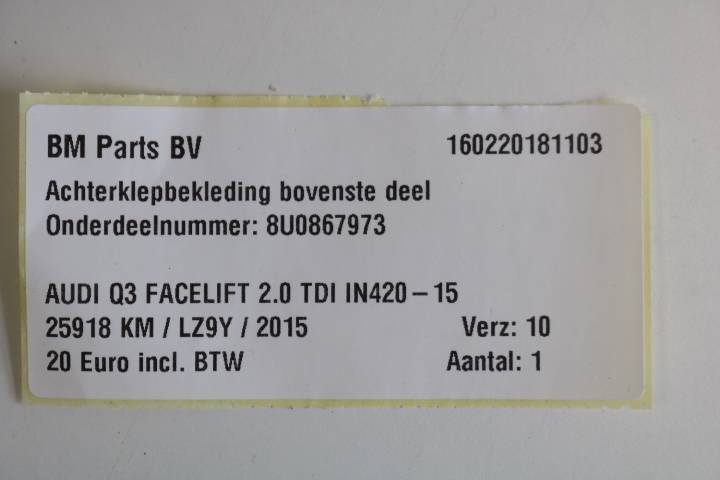 BM Parts BV 160220181103
Achterklepbekleding bovenste deel
Onderdeelnummer: 8U0867973
AUDI Q3 FACELIFT 2.0 TDI IN420-15
25918 KM / LZ9Y / 2015 Verz: 10
20 Euro incl. BTW Aantal: 1